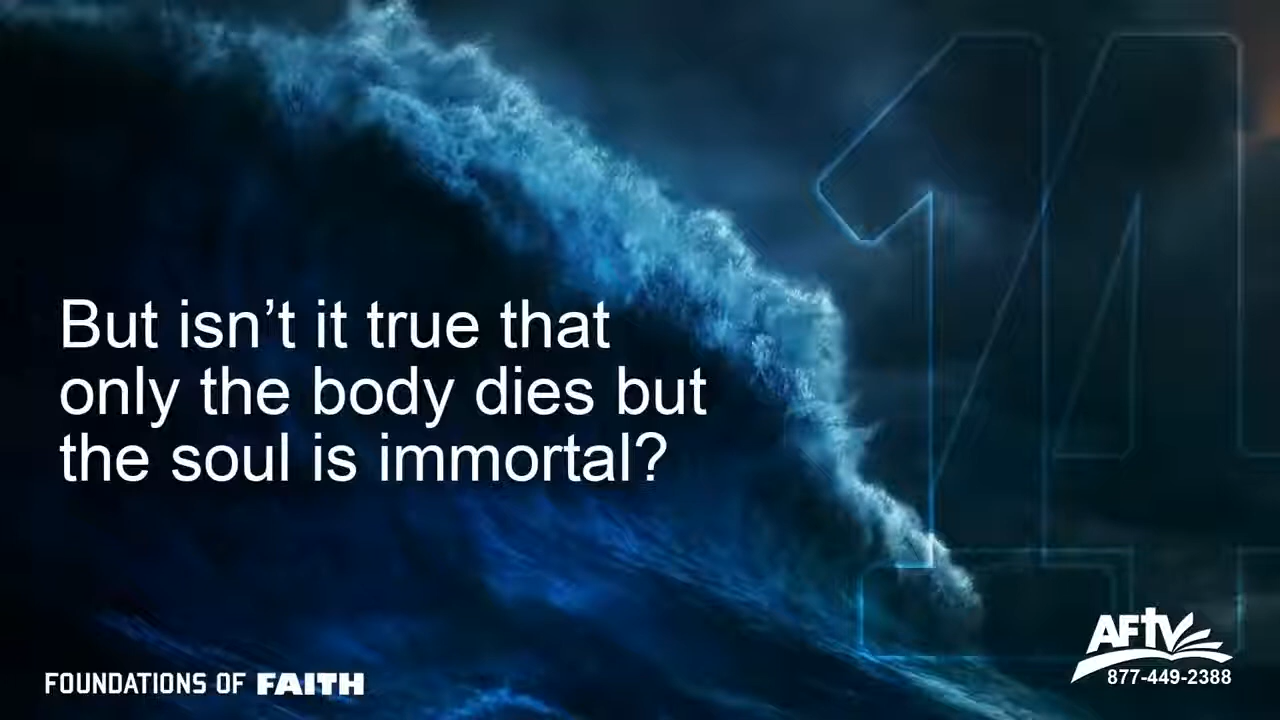 14
But isn’t it true that
only the body dies but
the soul is immortal?
FOUNDATIONS OF FAITH
AFTV
877-449-2388